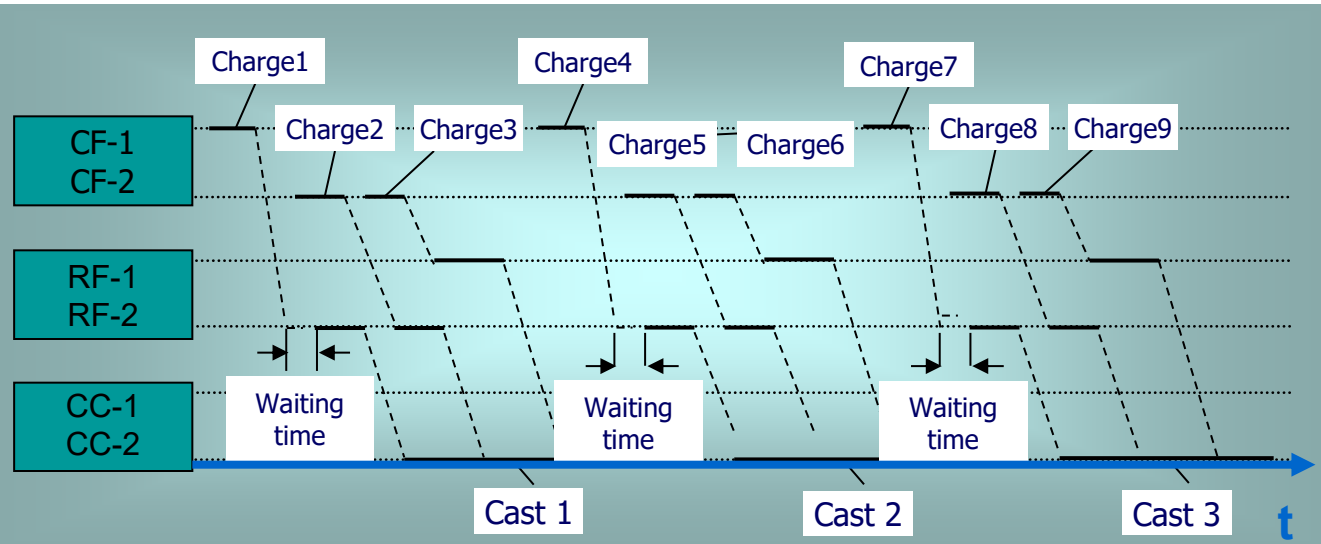 Charge1
Charge4
Charge7
Charge2
Charge3
Charge5
Charge6
Charge8
Charge9
CF-1
CF-2
RF-1
RF-2
CC-1
CC-2
Waiting
time
Waiting
time
Waiting
time
Cast 1
Cast 2
Cast 3
t